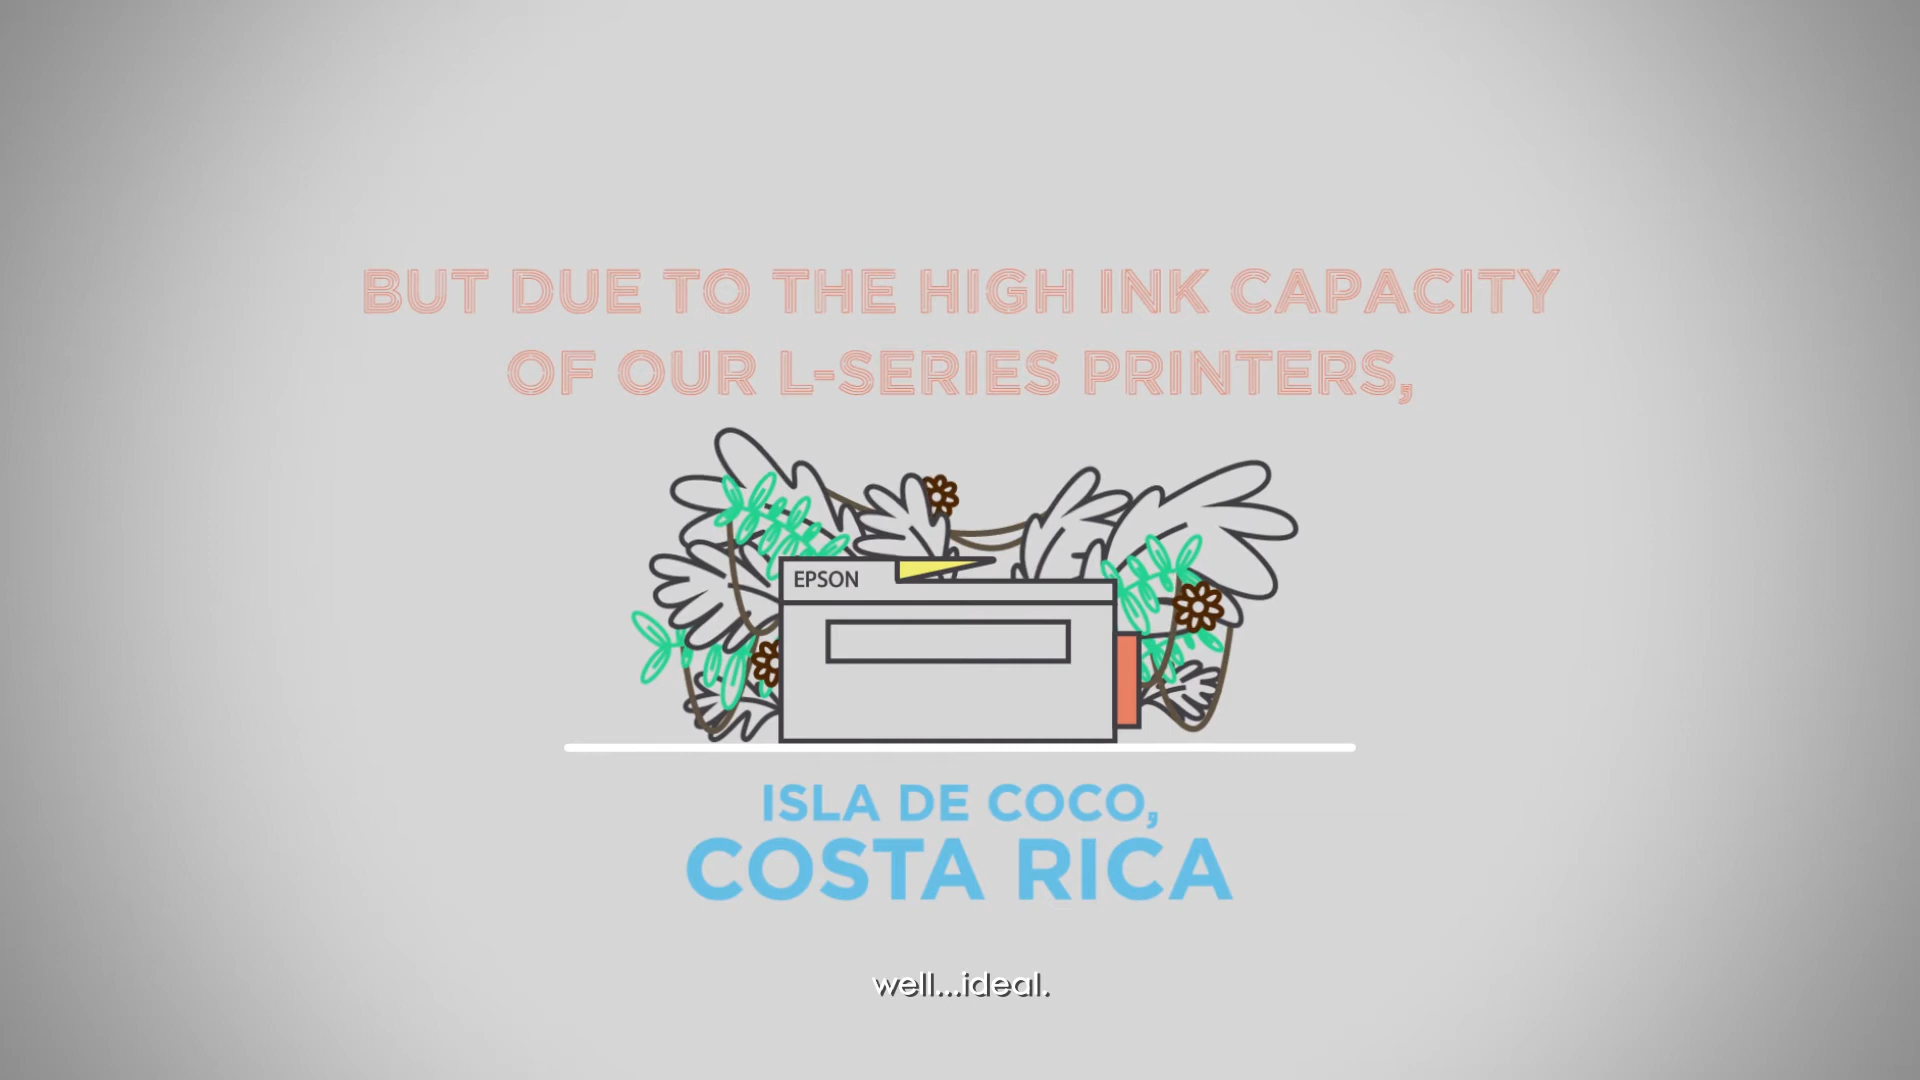 BUT DUE TO THE HIGH INK CAPACITY
OF OUR L-SERIES PRINTERS,
EPSON
ISLA DE COCO,
COSTA RICA
well...ideal.